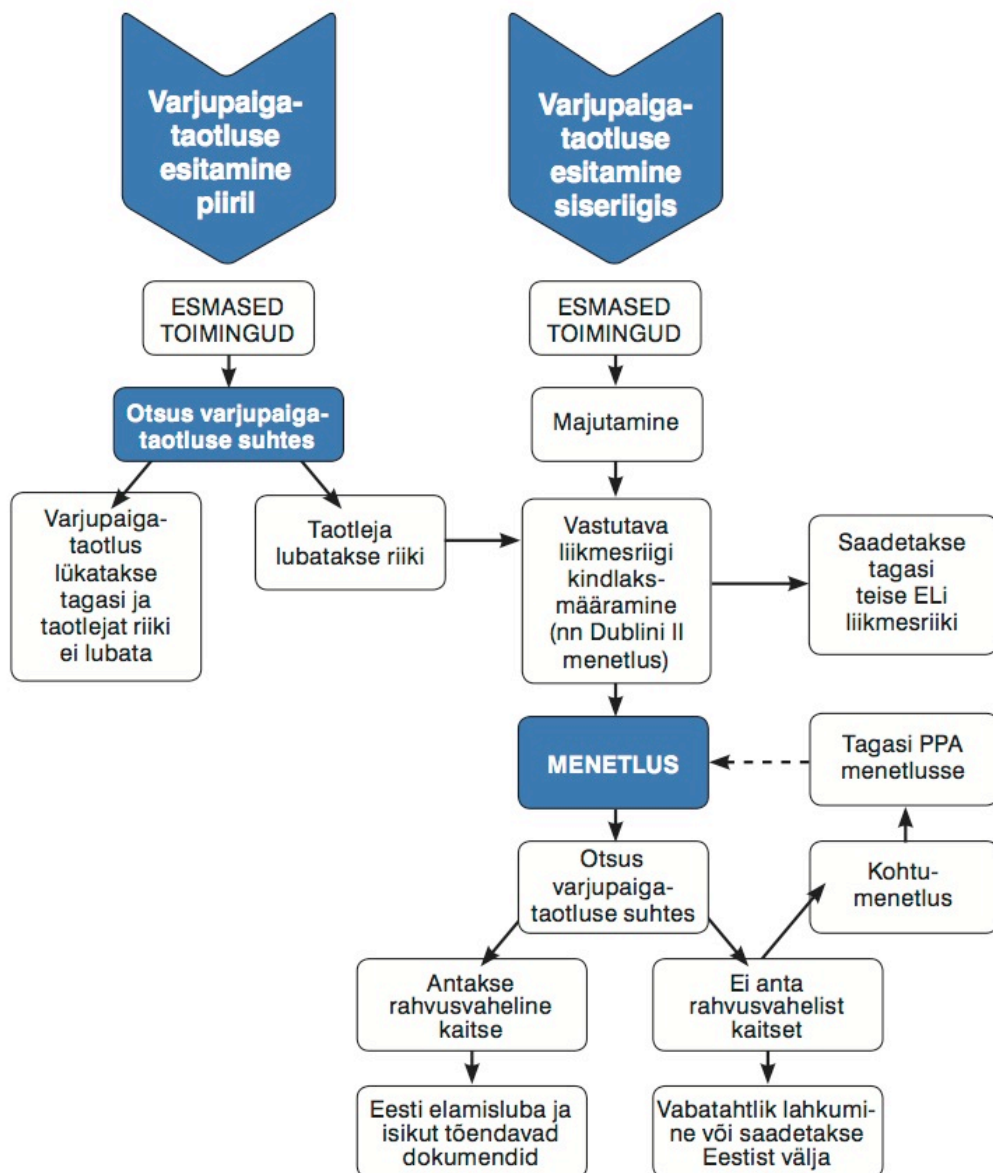 Varjupaiga-
taotluse
esitamine
piiril
Varjupaiga-
taotluse
esitamine
siseriigis
ESMASED
TOIMINGUD
ESMASED
TOIMINGUD
Otsus varjupaiga-
taotluse suhtes
Majutamine
Varjupaiga-
taotlus
lükatakse
tagasi ja
taotlejat riiki
ei lubata
Taotleja
lubatakse riiki
Vastutava
liikmesriigi
kindlaks-
määramine
(nn Dublini II
menetlus)
Saadetakse
tagasi
teise ELi
liikmesriiki
MENETLUS
Tagasi PPA
menetlusse
Otsus
varjupaiga-
taotluse suhtes
Kohtu-
menetlus
Antakse
rahvusvaheline
kaitse
Ei anta
rahvusvahelist
kaitset
Eesti elamisluba ja
isikut tõendavad
dokumendid
Vabatahtlik lahkumi-
ne või saadetakse
Eestist välja